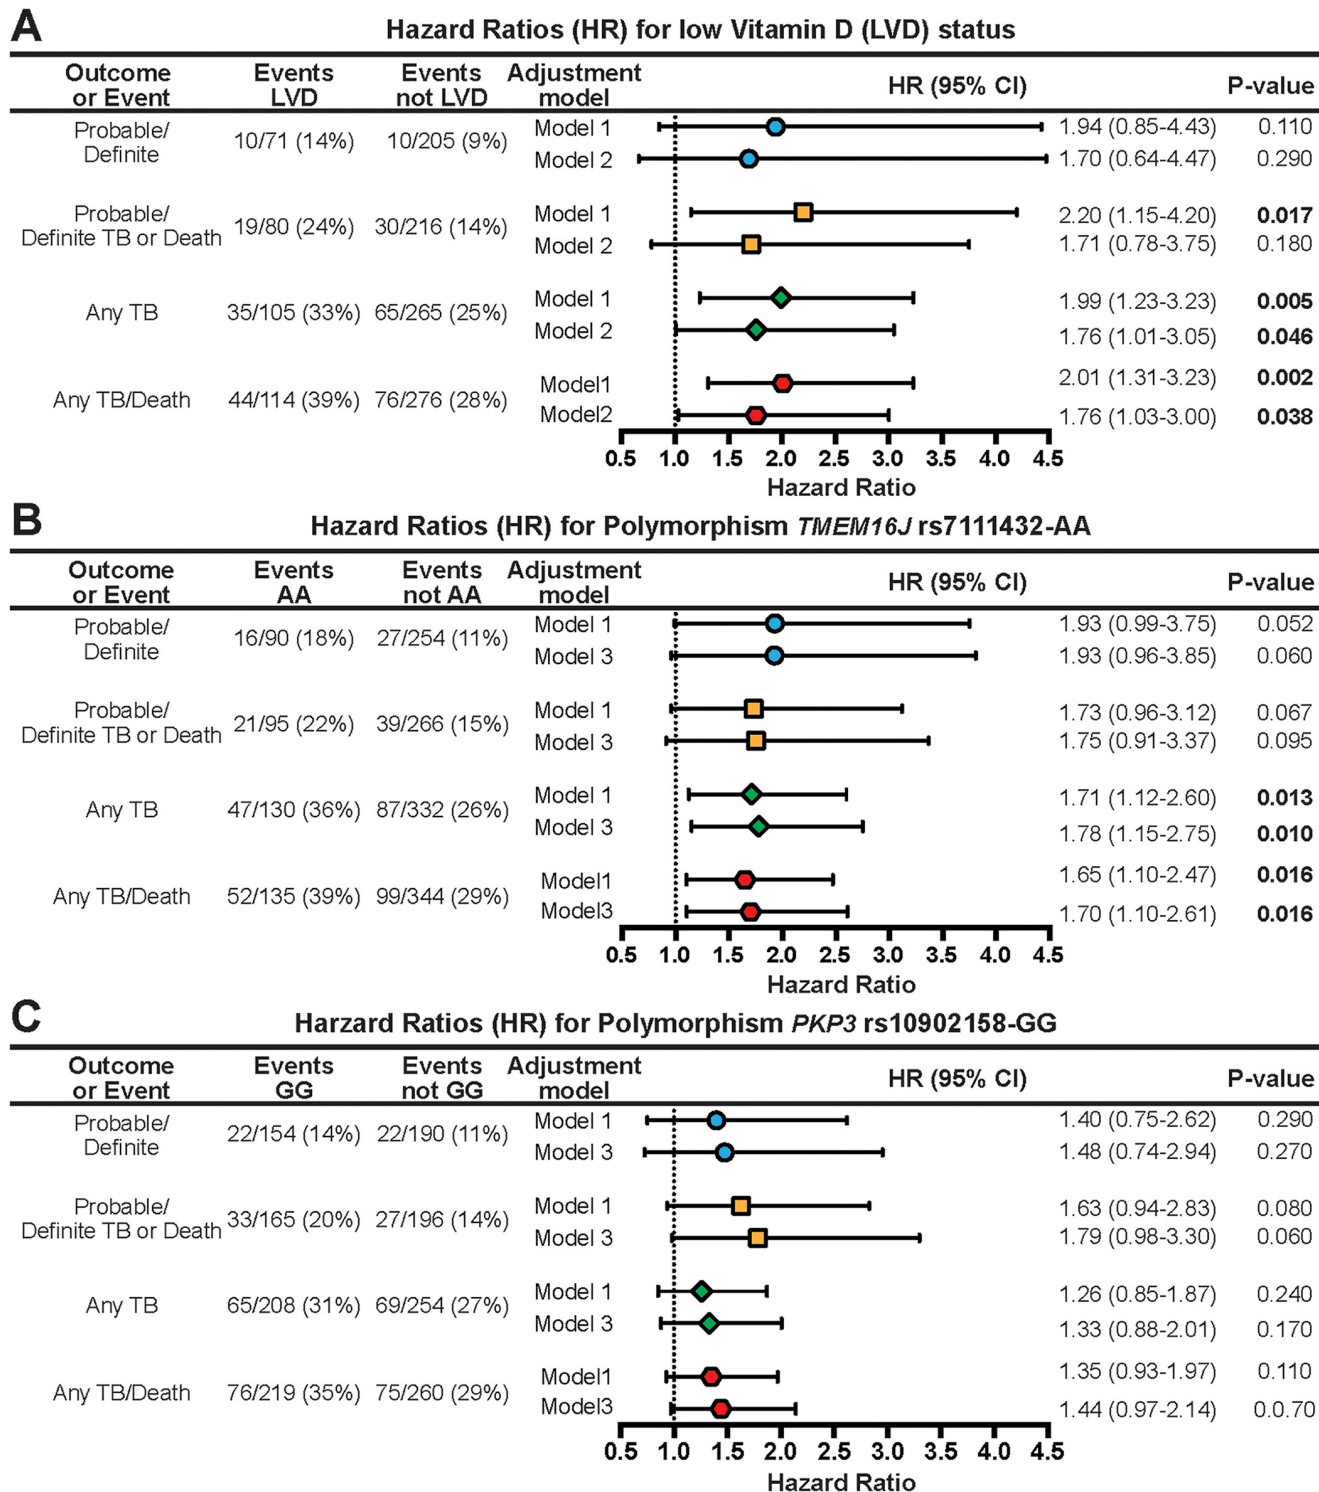 A
Hazard Ratios (HR) for low Vitamin D (LVD) status
Outcome or Event Events LVD Events not LVD Adjustment model HR (95% CI) P-value
Probable/ Definite 10/71 (14%) 10/205 (9%) Model 1 1.94 (0.85-4.43) 0.110
Model 2 1.70 (0.64-4.47) 0.290
Probable/ Definite TB or Death 19/80 (24%) 30/216 (14%) Model 1 2.20 (1.15-4.20) 0.017
Model 2 1.71 (0.78-3.75) 0.180
Any TB 35/105 (33%) 65/265 (25%) Model 1 1.99 (1.23-3.23) 0.005
Model 2 1.76 (1.01-3.05) 0.046
Any TB/Death 44/114 (39%) 76/276 (28%) Model1 2.01 (1.31-3.23) 0.002
Model2 1.76 (1.03-3.00) 0.038
0.5 1.0 2.0 2.5 3.0 3.5 4.0 4.5
Hazard Ratio
B
Hazard Ratios (HR) for Polymorphism TMEM16J rs7111432-AA
Outcome or Event Events AA Events not AA Adjustment model HR (95% CI) P-value
Probable/ Definite 16/90 (18%) 27/254 (11%) Model 1 1.93 (0.99-3.75) 0.052
Model 3 1.93 (0.96-3.85) 0.060
Probable/ Definite TB or Death 21/95 (22%) 39/266 (15%) Model 1 1.73 (0.96-3.12) 0.067
Model 3 1.75 (0.91-3.37) 0.095
Any TB 47/130 (36%) 87/332 (26%) Model 1 1.71 (1.12-2.60) 0.013
Model 3 1.78 (1.15-2.75) 0.010
Any TB/Death 52/135 (39%) 99/344 (29%) Model1 1.65 (1.10-2.47) 0.016
Model3 1.70 (1.10-2.61) 0.016
0.5 1.0 1.5 2.0 2.5 3.0 3.5 4.0 4.5
Hazard Ratio
C
Harzard Ratios (HR) for Polymorphism PKP3 rs10902158-GG
Outcome or Event Events GG Events not GG Adjustment model HR (95% CI) P-value
Probable/ Definite 22/154 (14%) 22/190 (11%) Model 1 1.40 (0.75-2.62) 0.290
Model 3 1.48 (0.74-2.94) 0.270
Probable/ Definite TB or Death 33/165 (20%) 27/196 (14%) Model 1 1.63 (0.94-2.83) 0.080
Model 3 1.79 (0.98-3.30) 0.060
Any TB 65/208 (31%) 69/254 (27%) Model 1 1.26 (0.85-1.87) 0.240
Model 3 1.33 (0.88-2.01) 0.170
Any TB/Death 76/219 (35%) 75/260 (29%) Model1 1.35 (0.93-1.97) 0.110
Model3 1.44 (0.97-2.14) 0.0.70
0.5 1.0 1.5 2.0 2.5 3.0 3.5 4.0 4.5
Hazard Ratio